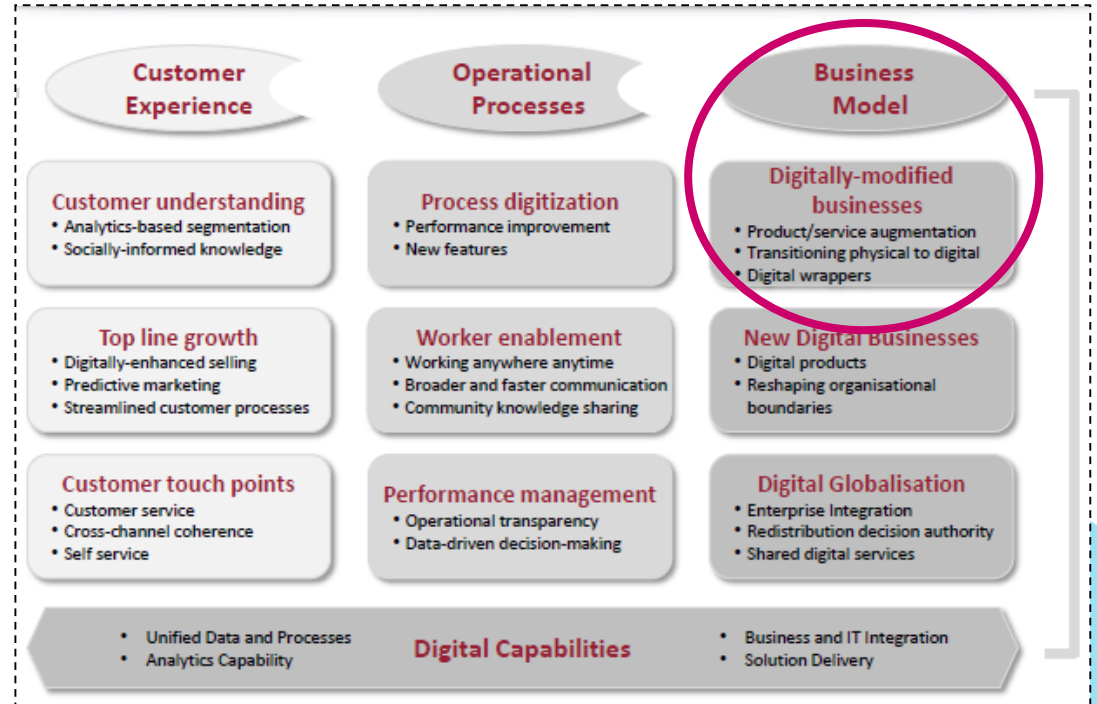 Customer
Experience
Operational
Processes
Business
Model
Customer understanding
• Analytics-based segmentation
• Socially-informed knowledge
Process digitization
• Performance improvement
• New features
Digitally-modified
businesses
• Product/service augmentation
• Transitioning physical to digital
• Digital wrappers
Top line growth
• Digitally-enhanced selling
• Predictive marketing
• Streamlined customer processes
Worker enablement
• Working anywhere anytime
• Broader and faster communication
• Community knowledge sharing
New Digital Businesses
• Digital products
• Reshaping organisational
boundaries
Customer touch points
• Customer service
• Cross-channel coherence
• Self service
Performance management
• Operational transparency
• Data-driven decision-making
Digital Globalisation
• Enterprise Integration
• Redistribution decision authority
• Shared digital services
• Unified Data and Processes
• Analytics Capability
Digital Capabilities
• Business and IT Integration
• Solution Delivery